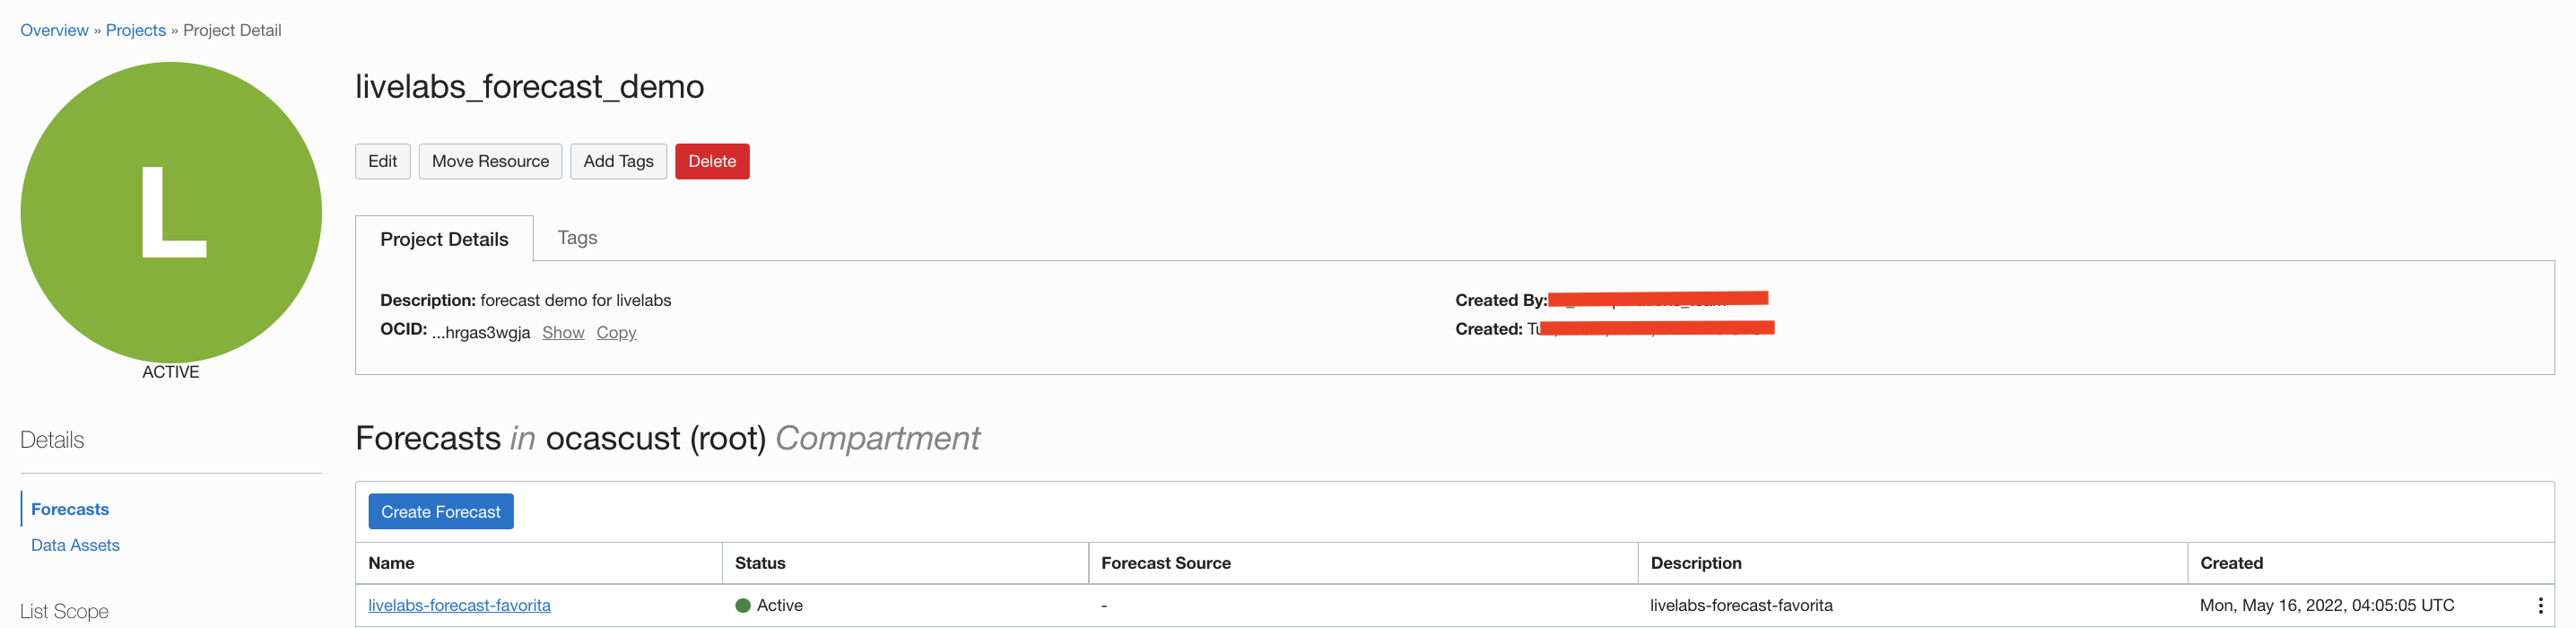 Overview » Projects » Project Detail
L
ACTIVE
livelabs_forecast_demo
Edit Move Resource Add Tags Delete
Project Details Tags
Description: forecast demo for livelabs
OCID: ...hrgas3wgja Show Copy
Created By:
Created:
Details
Forecasts
Data Assets
List Scope
Forecasts in ocascust (root) Compartment
Create Forecast
Name Status Forecast Source Description Created
livelabs-forecast-favorita Active - livelabs-forecast-favorita Mon, May 16, 2022, 04:05:05 UTC